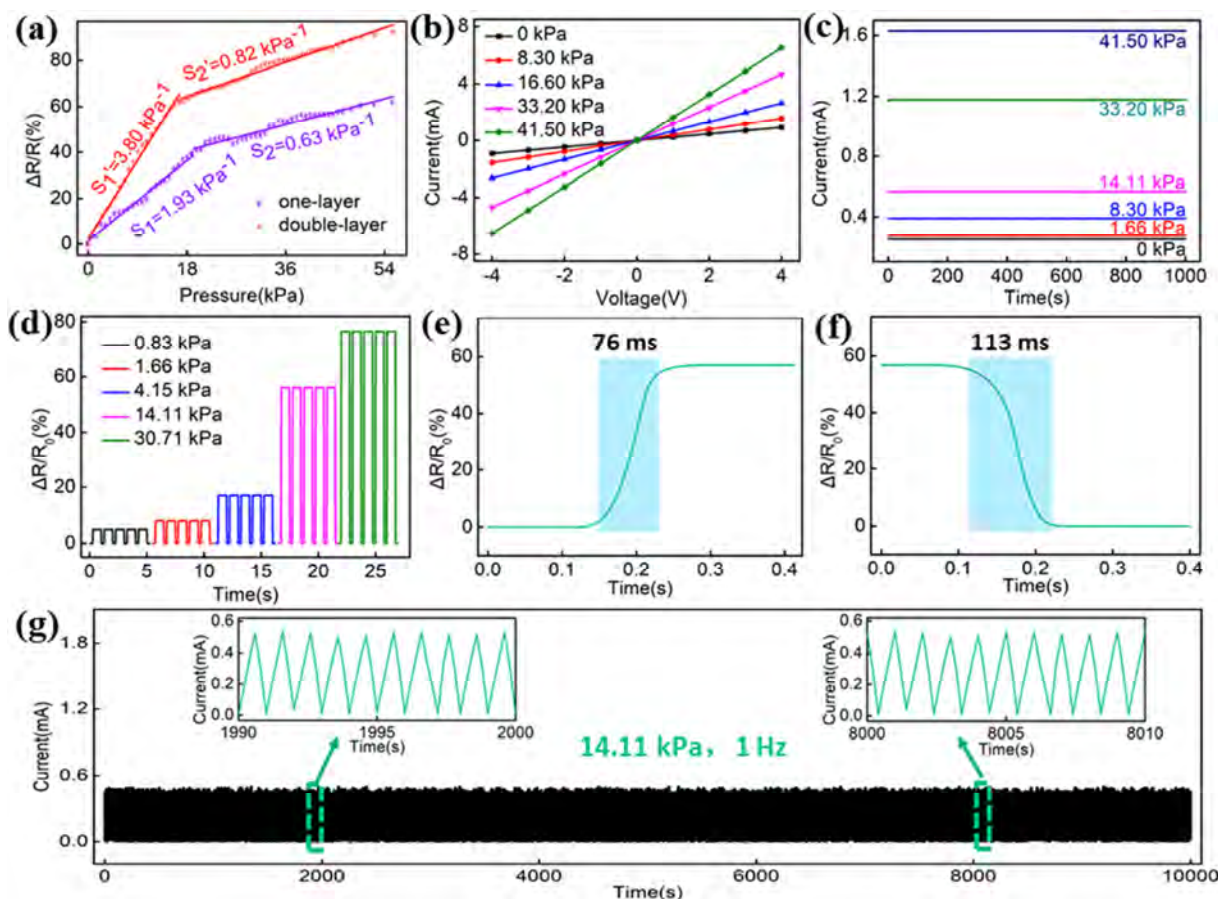 (a)
ΔR/R(%)
80
60
40
20
0
S1'=3.80 kPa-1
S2'=0.82 kPa-1
S1=1.93 kPa-1
S2=0.63 kPa-1
one-layer
double-layer
0 18 36 54
Pressure(kPa)
(b)
Current(mA)
8
4
0
-4
-8
0 kPa
8.30 kPa
16.60 kPa
33.20 kPa
41.50 kPa
-4 -2 0 2 4
Voltage(V)
(c)
Current(mA)
1.6
1.2
0.8
0.4
41.50 kPa
33.20 kPa
14.11 kPa
8.30 kPa
1.66 kPa
0 kPa
0 200 400 600 800 1000
Time(s)
(d)
ΔR/R0(%)
80
60
40
20
0
0.83 kPa
1.66 kPa
4.15 kPa
14.11 kPa
30.71 kPa
0 5 10 15 20 25
Time(s)
(e)
76 ms
ΔR/R0(%)
60
40
20
0
0.0 0.2 0.3 0.4
Time(s)
(f)
113 ms
ΔR/R0(%)
60
40
20
0
0.0 0.1 0.2 0.3 0.4
Time(s)
(g)
Current(mA)
1.8
1.2
0.6
0.0
Current(mA)
0.6
0.4
0.2
0.0
1990 1995 2000
Time(s)
14.11 kPa, 1 Hz
Current(mA)
0.6
0.4
0.2
0.0
8000 8005 8010
Time(s)
0 2000 4000 6000 8000 10000
Time(s)